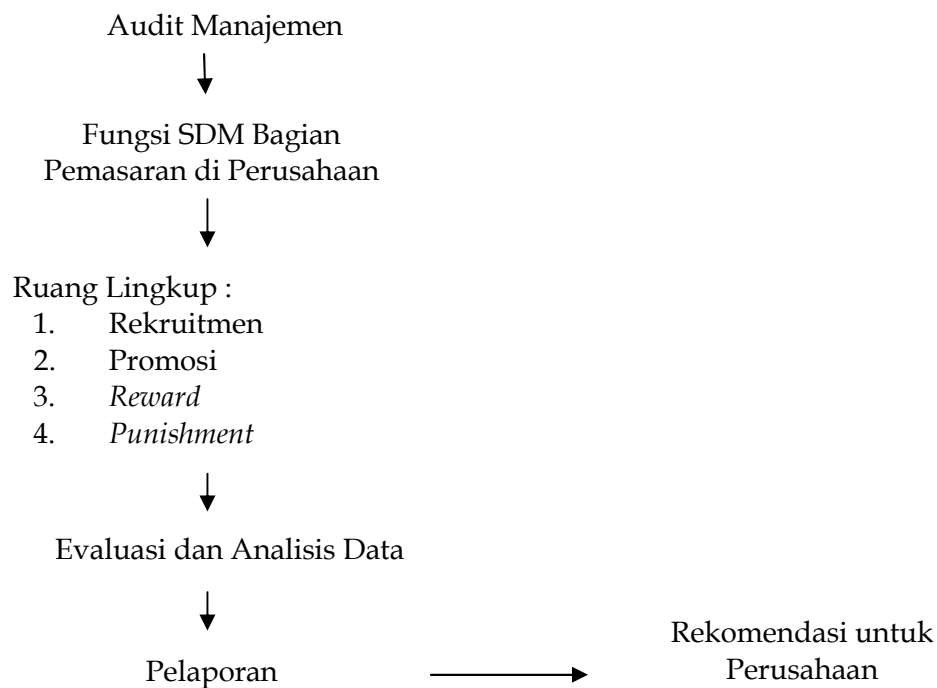 Audit Manajemen
Fungsi SDM Bagian
Pemasaran di Perusahaan
Ruang Lingkup :
1. Rekruitmen
2. Promosi
3. Reward
4. Punishment
Evaluasi dan Analisis Data
Pelaporan
Rekomendasi untuk
Perusahaan